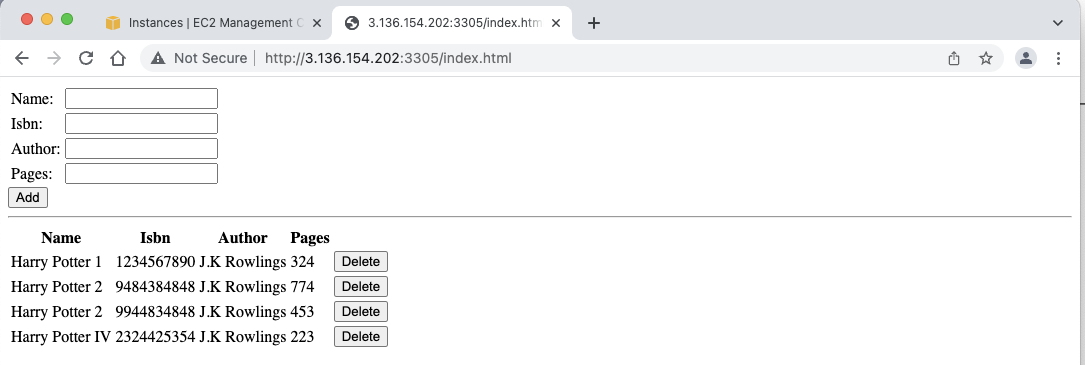 Instances | EC2 Management C
3.136.154.202:3305/index.htm
Not Secure | http://3.136.154.202:3305/index.html
Name:
Isbn:
Author:
Pages:
Add
Name Isbn Author Pages
Harry Potter 1 1234567890 J.K Rowlings 324 Delete
Harry Potter 2 9484384848 J.K Rowlings 774 Delete
Harry Potter 2 9944834848 J.K Rowlings 453 Delete
Harry Potter IV 2324425354 J.K Rowlings 223 Delete